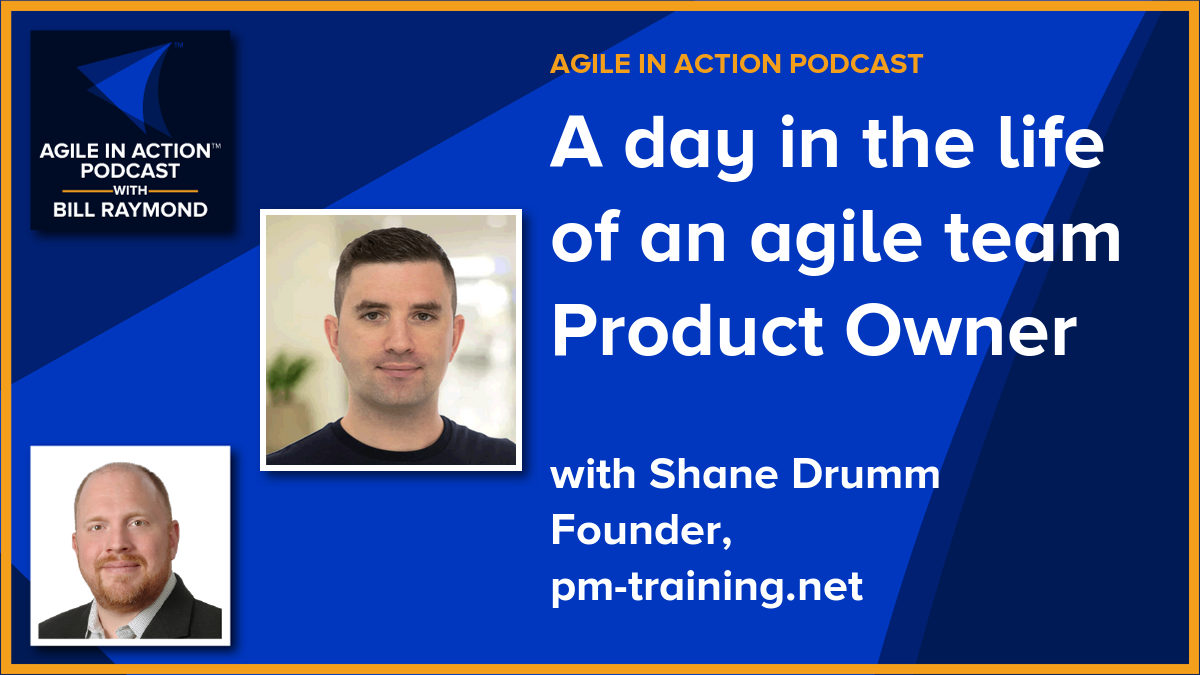 TM
AGILE IN ACTION™
PODCAST
WITH
BILL RAYMOND
AGILE IN ACTION PODCAST
A day in the life
of an agile team
Product Owner
with Shane Drumm
Founder,
pm-training.net